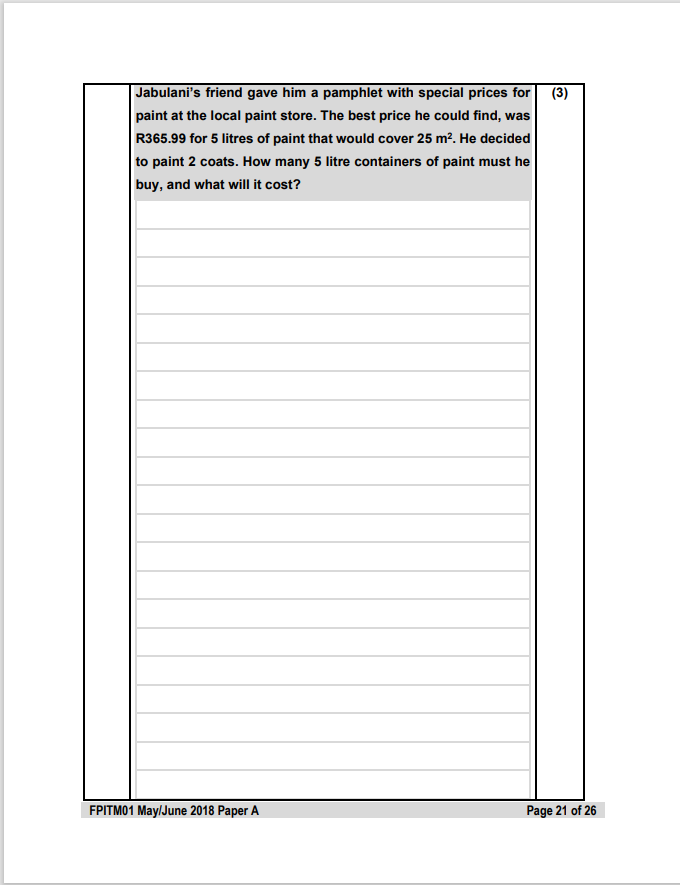 Jabulani’s friend gave him a pamphlet with special prices for (3)
paint at the local paint store. The best price he could find, was
R365.99 for 5 litres of paint that would cover 25 m². He decided
to paint 2 coats. How many 5 litre containers of paint must he
buy, and what will it cost?
FPITM01 May/June 2018 Paper A Page 21 of 26